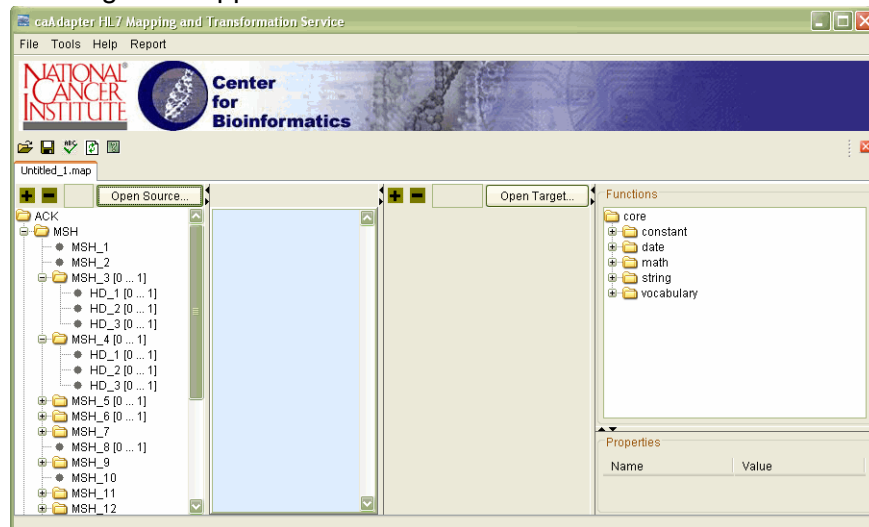 caAdapter HL7 Mapping and Transformation Service
File Tools Help Report
NATIONAL
CANCER
INSTITUTE
Center
for
Bioinformatics
Untitled_1.map
Open Source...
Open Target...
ACK
MSH
MSH_1
MSH_2
MSH_3 [0 ... 1]
HD_1 [0 ... 1]
HD_2 [0 ... 1]
HD_3 [0 ... 1]
MSH_4 [0 ... 1]
HD_1 [0 ... 1]
HD_2 [0 ... 1]
HD_3 [0 ... 1]
MSH_5 [0 ... 1]
MSH_6 [0 ... 1]
MSH_7
MSH_8 [0 ... 1]
MSH_9
MSH_10
MSH_11
MSH_12
Functions
core
constant
date
math
string
vocabulary
Properties
Name Value